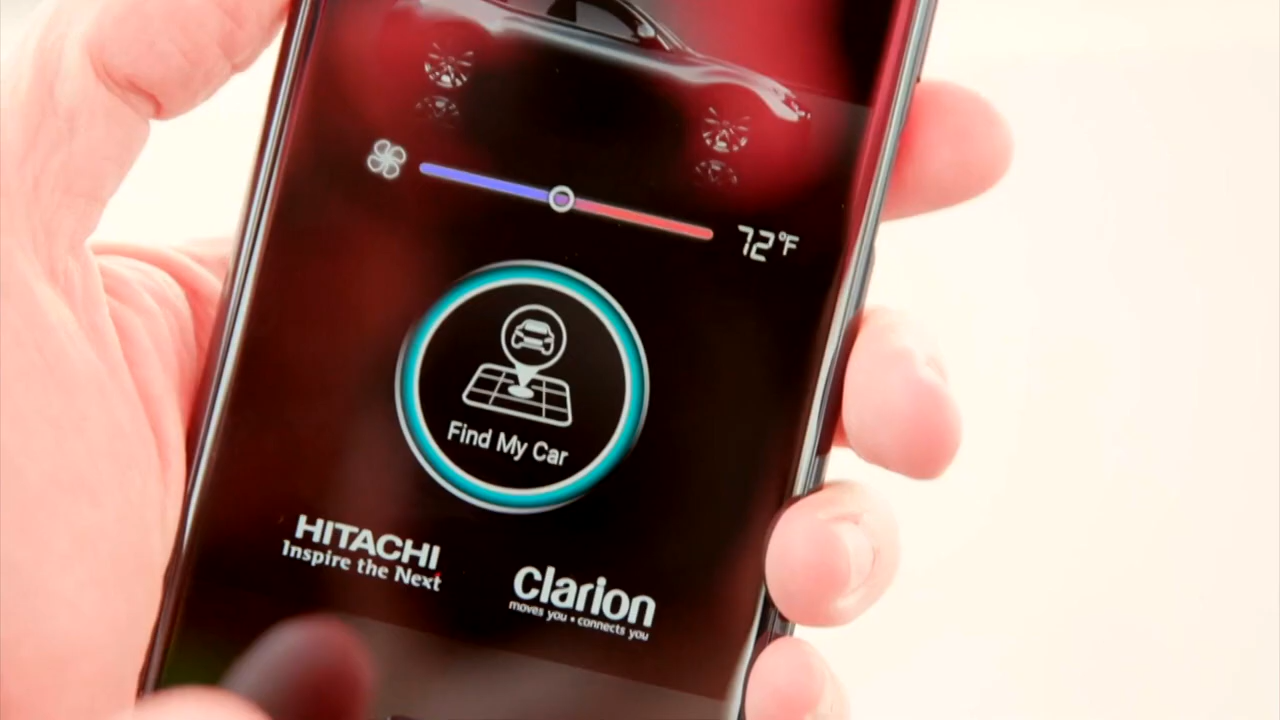 72°F
Find My Car
HITACHI
Inspire the Next
Clarion
moves you • connects you